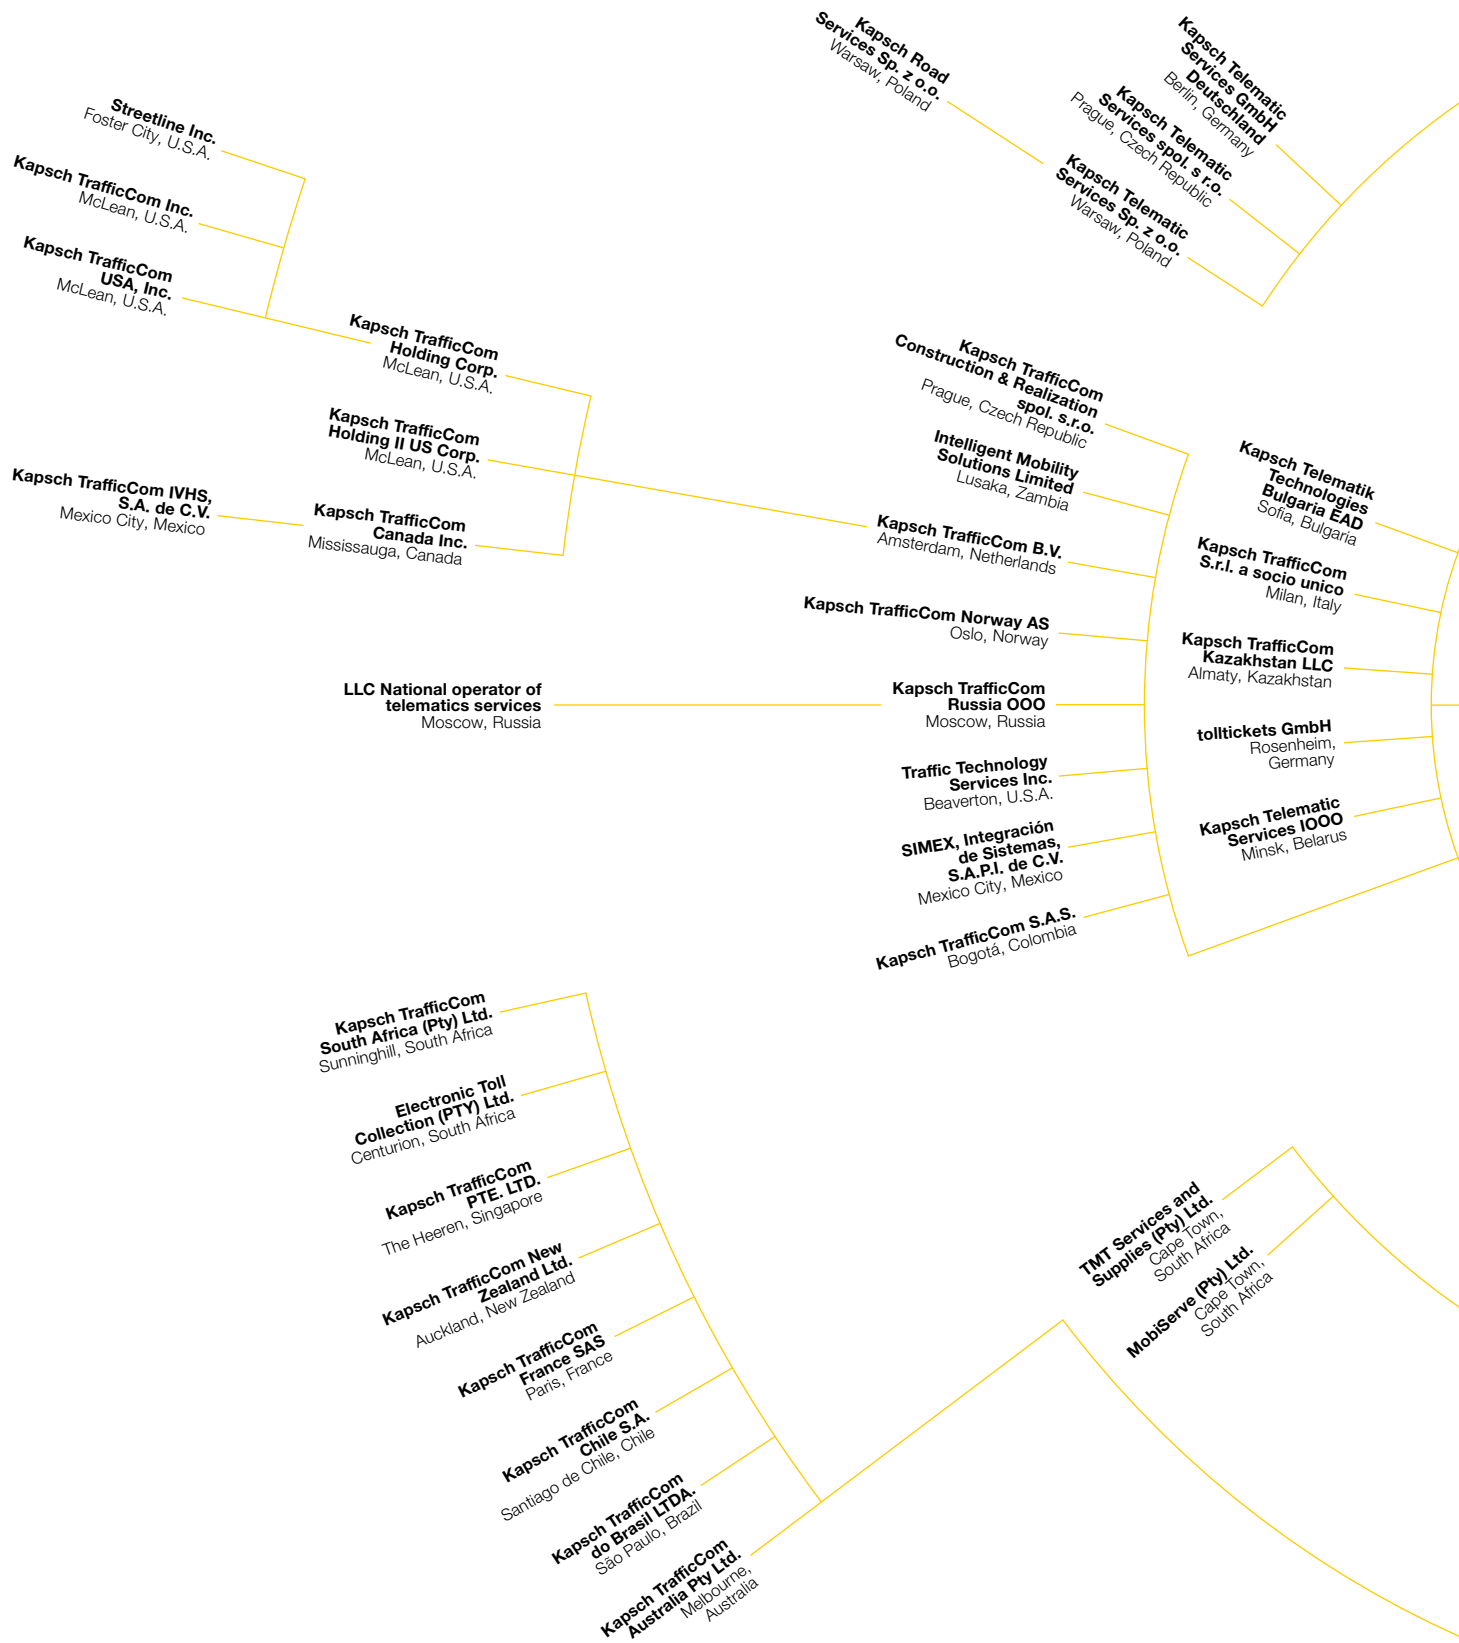 Kapsch Road
Services Sp. z o.o.
Warsaw, Poland
Kapsch Telematic
Services GmbH
Deutschland
Berlin, Germany
Kapsch Telematic
Services spol. s r.o.
Prague, Czech Republic
Kapsch Telematic
Services Sp. z o.o.
Warsaw, Poland
Streetline Inc.
Foster City, U.S.A.
Kapsch TrafficCom Inc.
McLean, U.S.A.
Kapsch TrafficCom
USA, Inc.
McLean, U.S.A.
Kapsch TrafficCom
Holding Corp.
McLean, U.S.A.
Kapsch TrafficCom
Holding II US Corp.
McLean, U.S.A.
Kapsch TrafficCom IVHS,
S.A. de C.V.
Mexico City, Mexico
Kapsch TrafficCom
Canada Inc.
Mississauga, Canada
Kapsch TrafficCom
Construction & Realization
spol. s.r.o.
Prague, Czech Republic
Intelligent Mobility
Solutions Limited
Lusaka, Zambia
Kapsch TrafficCom B.V.
Amsterdam, Netherlands
Kapsch TrafficCom Norway AS
Oslo, Norway
LLC National operator of
telematics services
Moscow, Russia
Kapsch TrafficCom
Russia OOO
Moscow, Russia
Traffic Technology
Services Inc.
Beaverton, U.S.A.
SIMEX, Integración
de Sistemas,
S.A.P.I. de C.V.
Mexico City, Mexico
Kapsch TrafficCom S.A.S.
Bogotá, Colombia
Kapsch Telematik
Technologies
Bulgaria EAD
Sofia, Bulgaria
Kapsch TrafficCom
S.r.l. a socio unico
Milan, Italy
Kapsch TrafficCom
Kazakhstan LLC
Almaty, Kazakhstan
tolltickets GmbH
Rosenheim,
Germany
Kapsch Telematic
Services IOOO
Minsk, Belarus
Kapsch TrafficCom
South Africa (Pty) Ltd.
Sunninghill, South Africa
Electronic Toll
Collection (PTY) Ltd.
Centurion, South Africa
Kapsch TrafficCom
PTE. LTD.
The Heeren, Singapore
Kapsch TrafficCom New
Zealand Ltd.
Auckland, New Zealand
Kapsch TrafficCom
France SAS
Paris, France
Kapsch TrafficCom
Chile S.A.
Santiago de Chile, Chile
Kapsch TrafficCom
do Brasil LTDA.
São Paulo, Brazil
Kapsch TrafficCom
Australia Pty Ltd.
Melbourne,
Australia
TMT Services and
Supplies (Pty) Ltd.
Cape Town,
South Africa
MobiServe (Pty) Ltd.
Cape Town,
South Africa